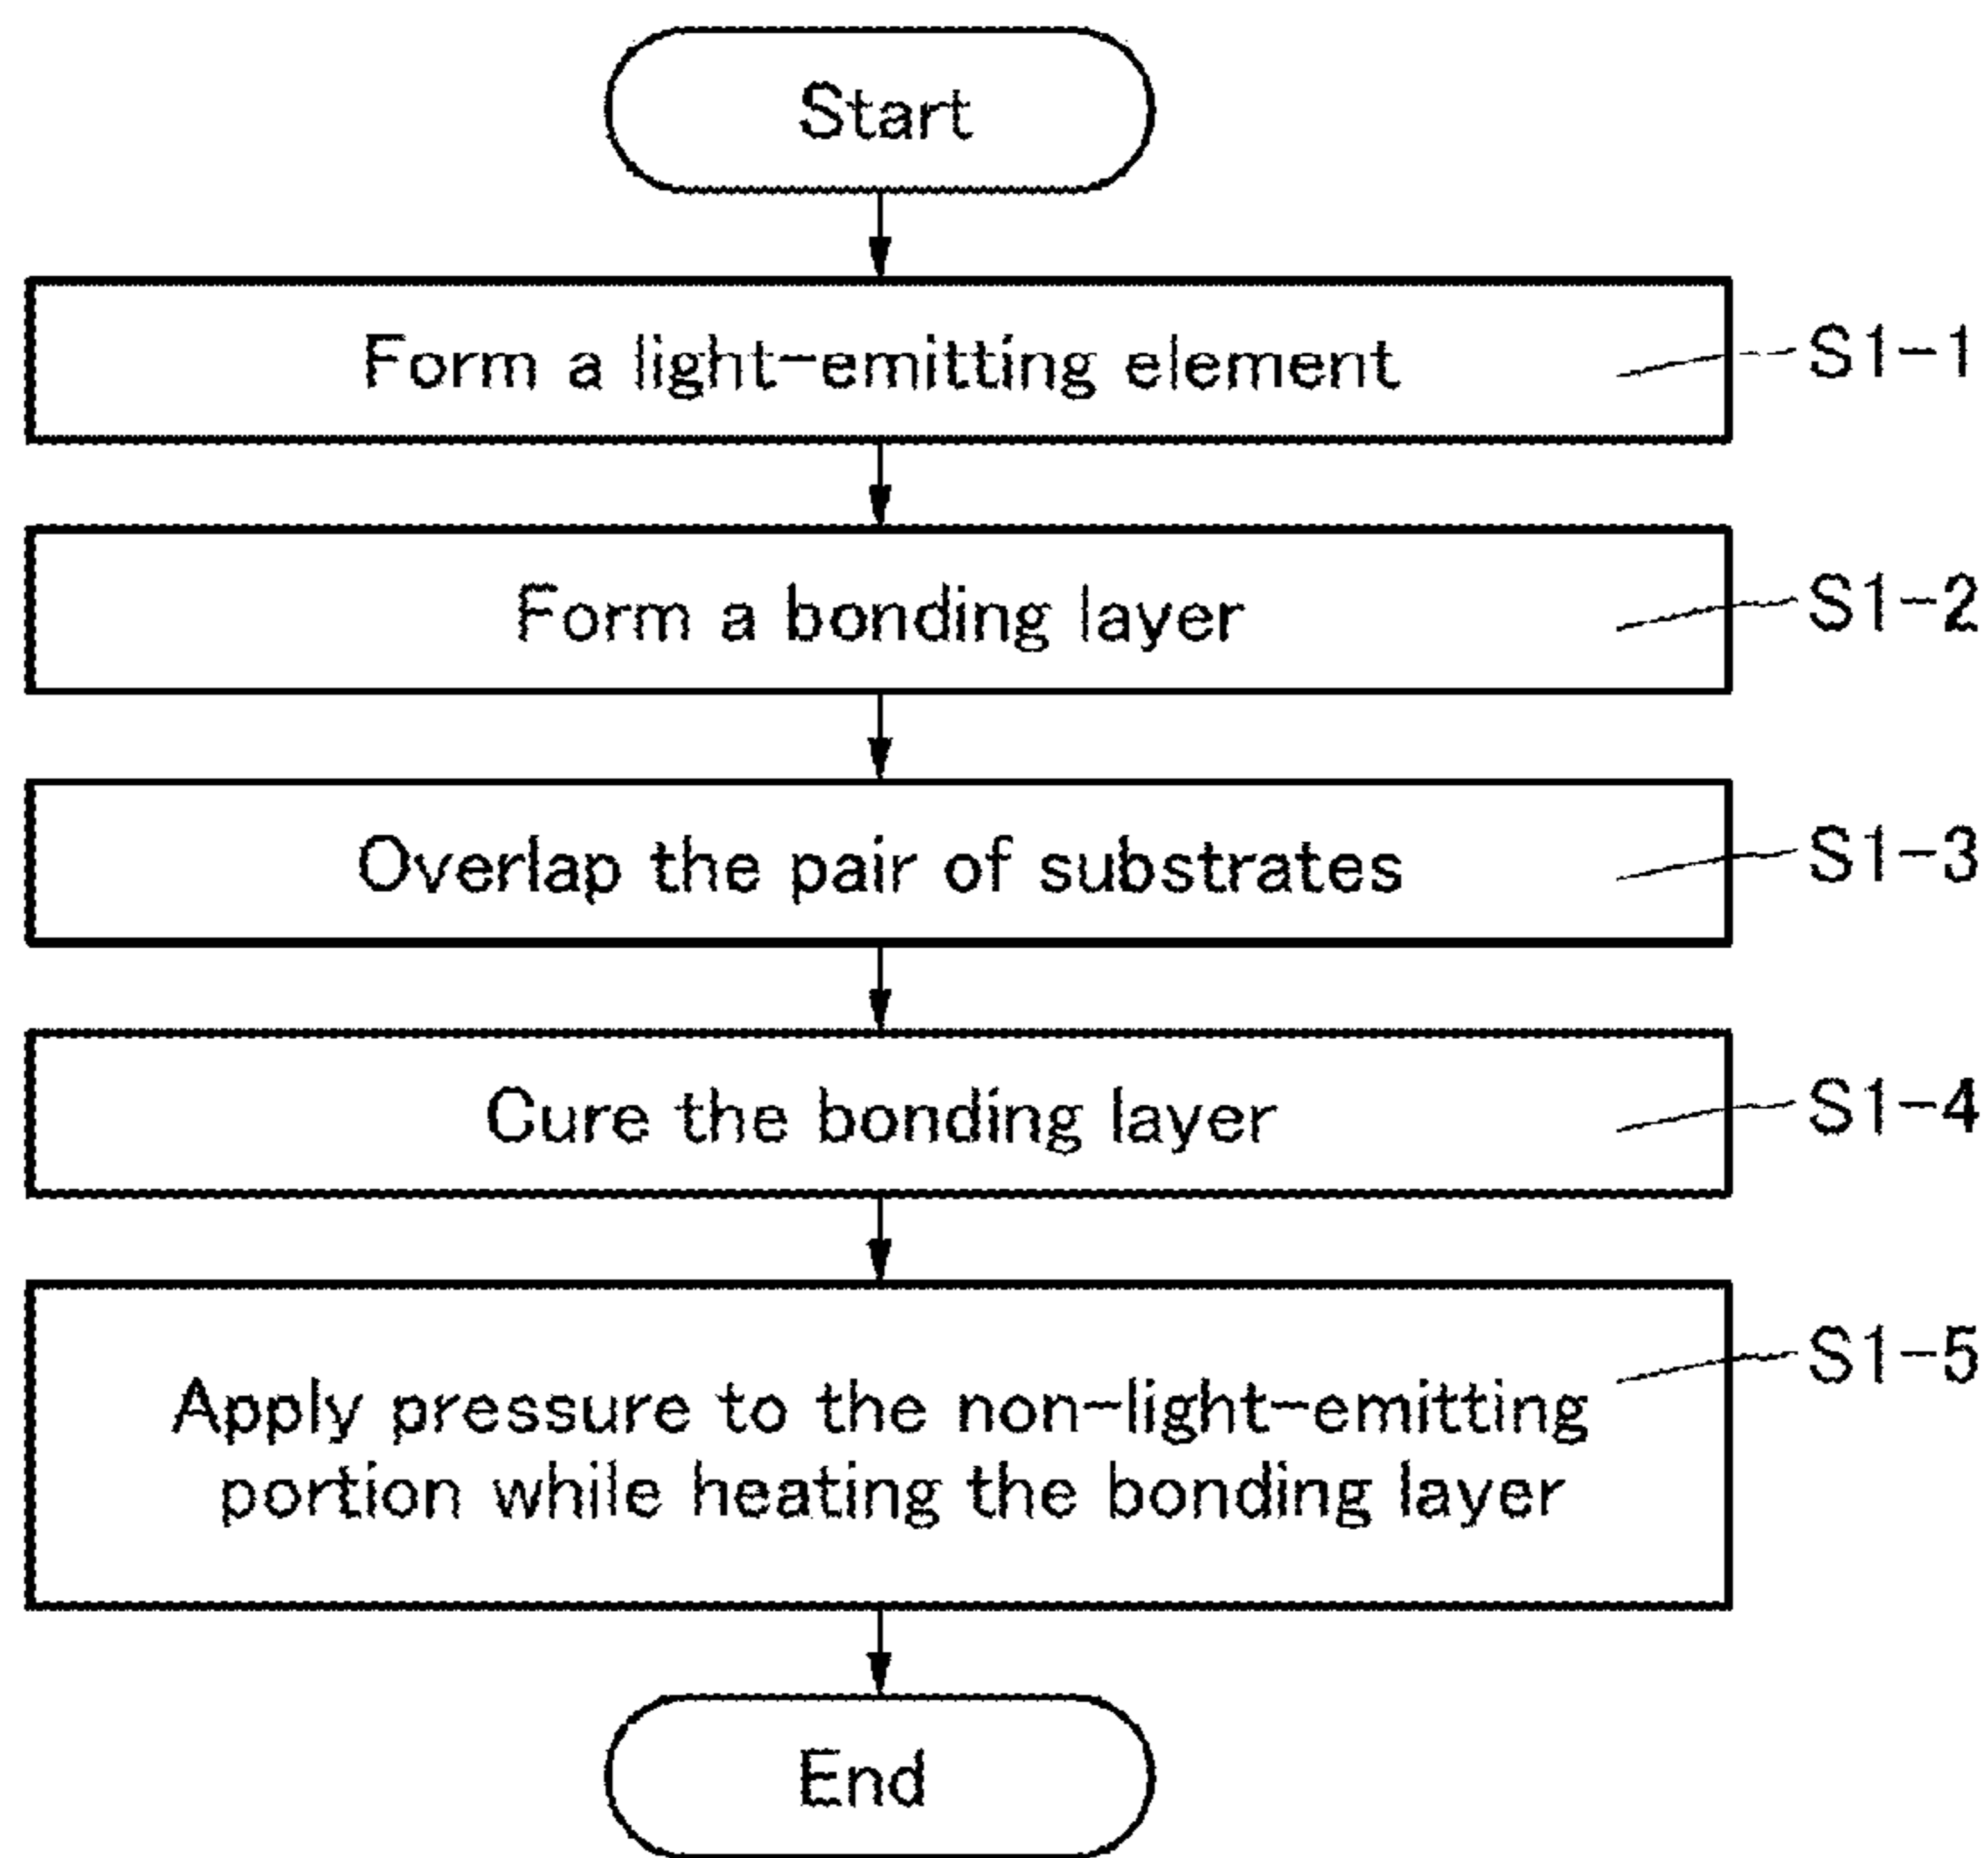 Start
Form a light-emitting element
S1-1
Form a bonding layer
S1-2
Overlap the pair of substrates
S1-3
Cure the bonding layer
S1-4
Apply pressure to the non-light-emitting
portion while heating the bonding layer
S1-5
End